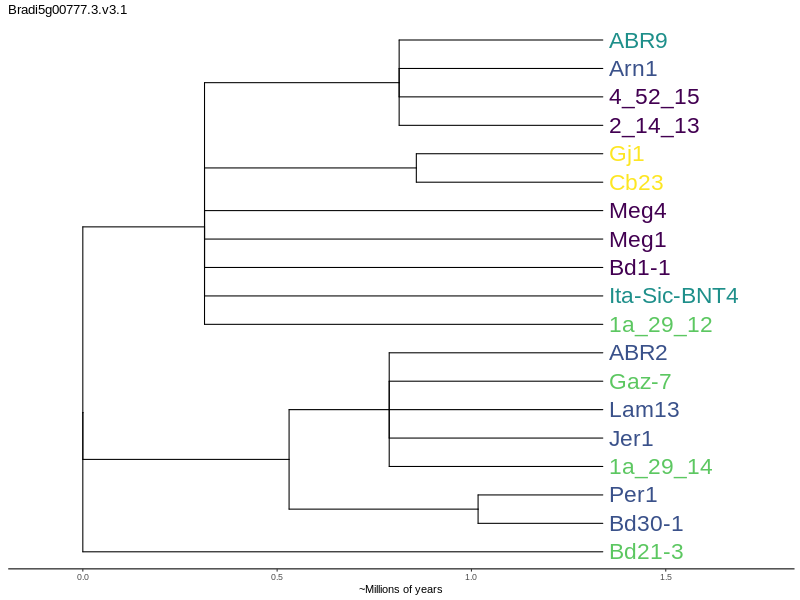 Bradi5g00777.3.v3.1
ABR9
Arn1
4_52_15
2_14_13
Gj1
Cb23
Meg4
Meg1
Bd1-1
Ita-Sic-BNT4
1a_29_12
ABR2
Gaz-7
Lam13
Jer1
1a_29_14
Per1
Bd30-1
Bd21-3
0.0 0.5 1.0 1.5
~Millions of years